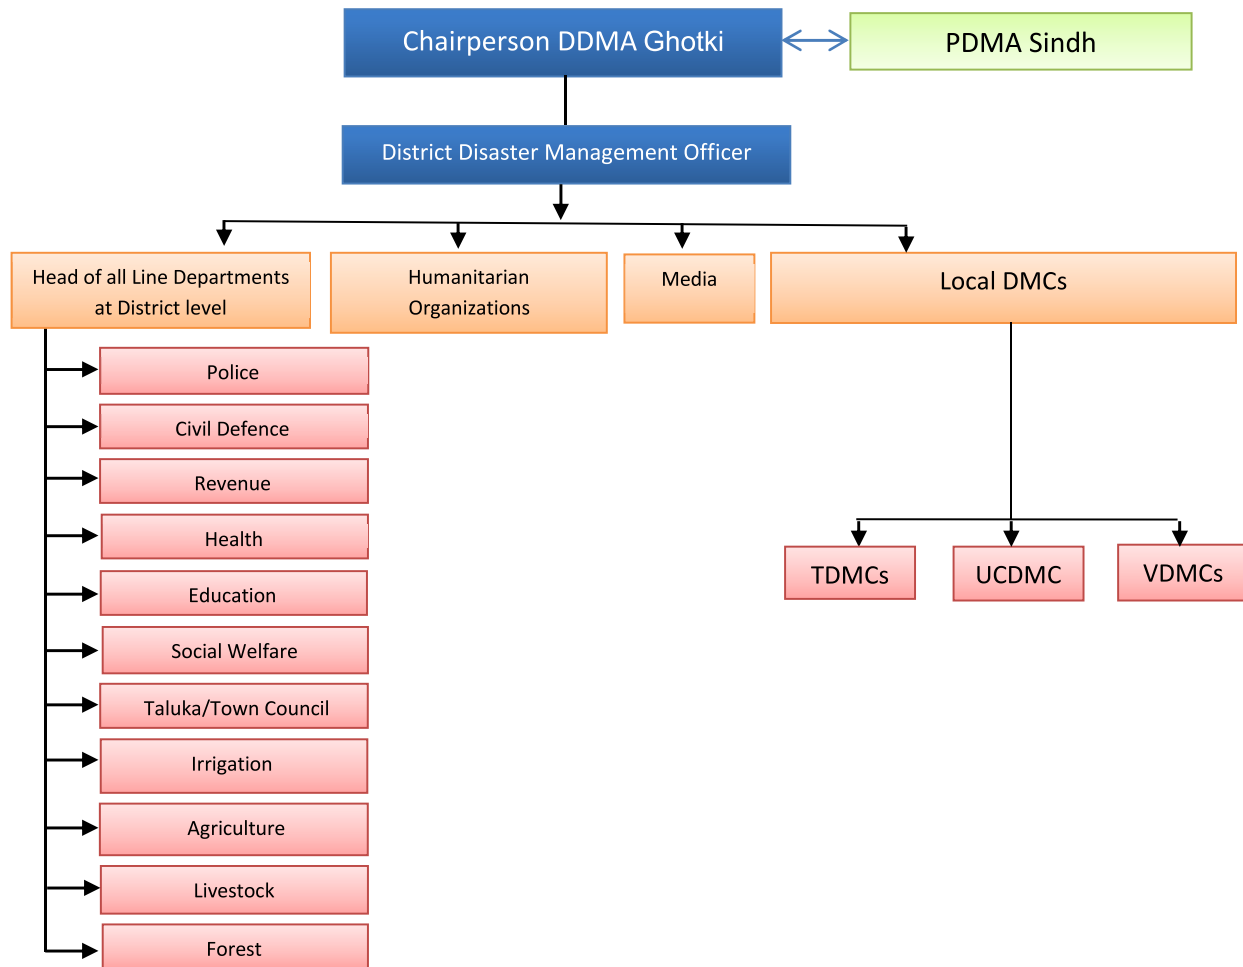 Chairperson DDMA Ghotki
PDMA Sindh
District Disaster Management Officer
Head of all Line Departments
at District level
Humanitarian
Organizations
Media
Local DMCs
Police
Civil Defence
Revenue
Health
Education
Social Welfare
Taluka/Town Council
Irrigation
Agriculture
Livestock
Forest
TDMCs
UCDMC
VDMCs